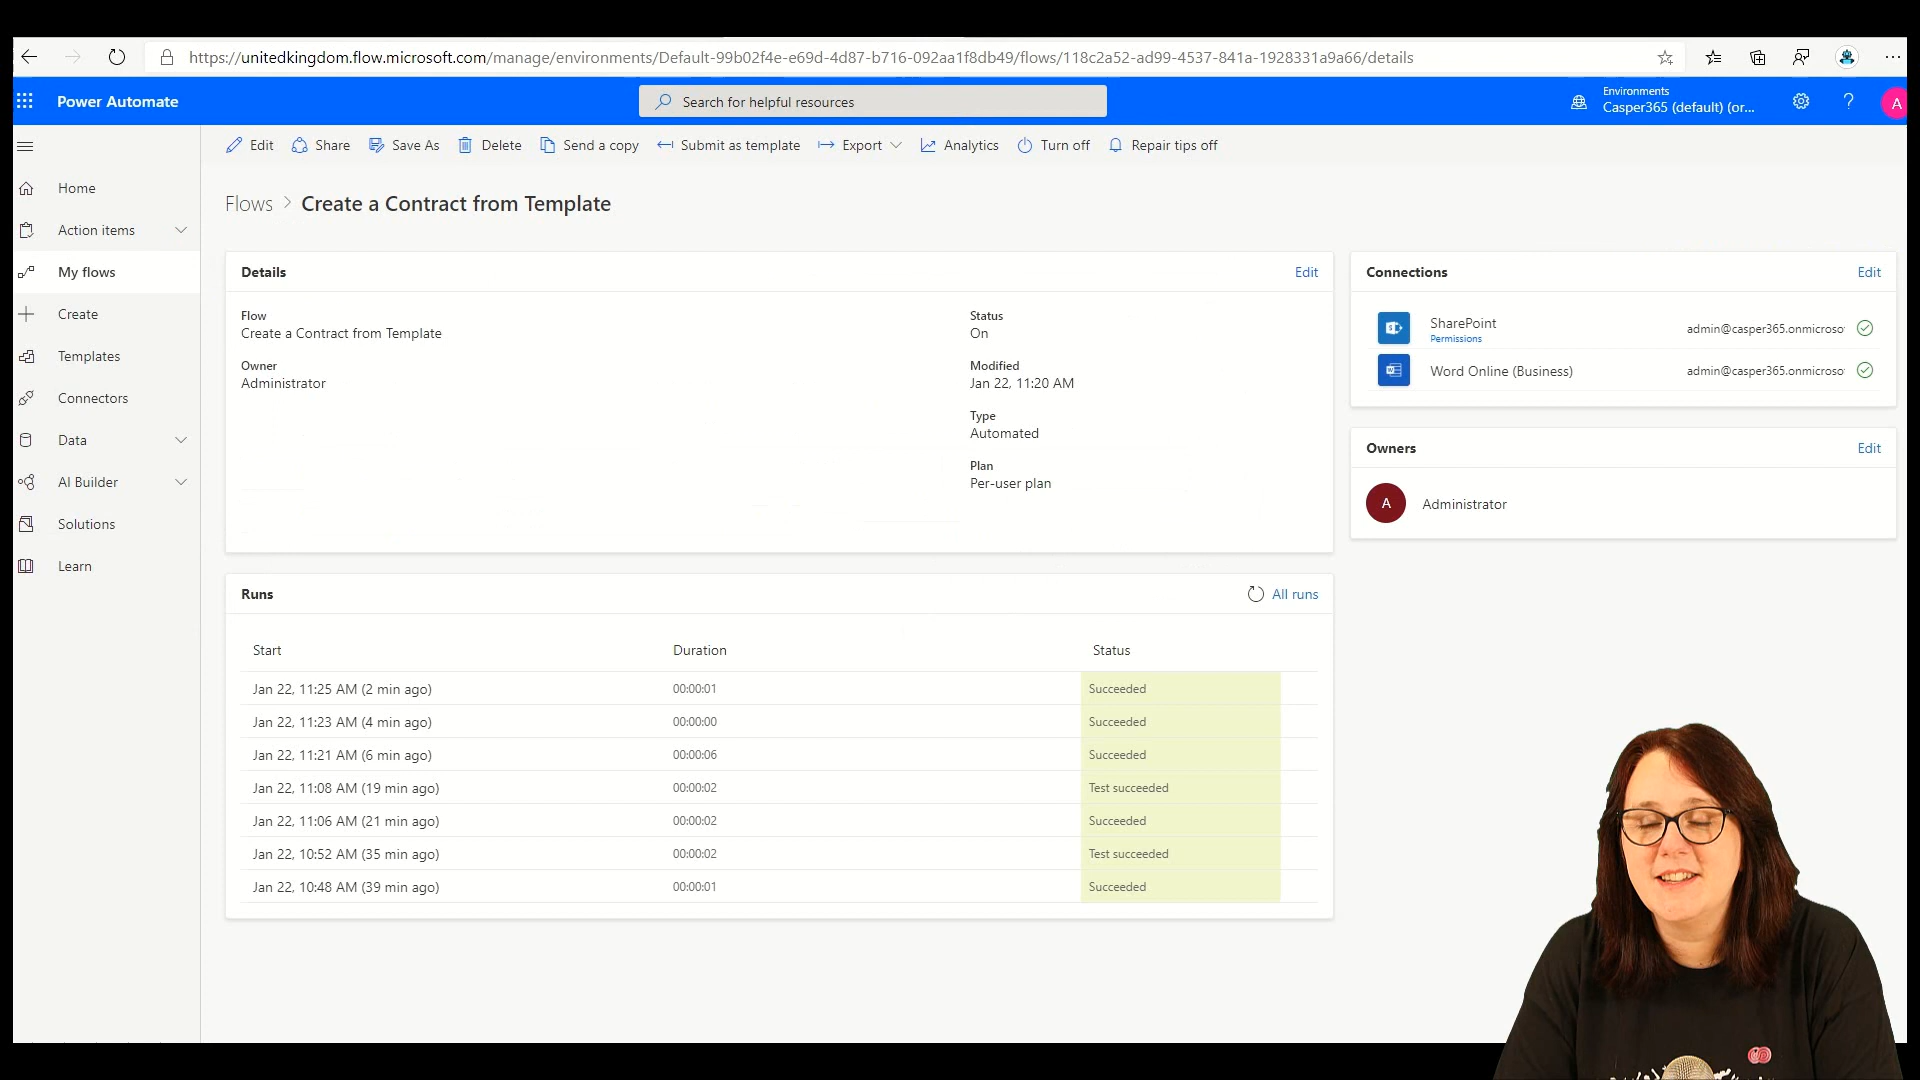 https://unitedkingdom.flow.microsoft.com/manage/environments/Default-99b02f4e-e69d-4d87-b716-092aa1f8db49/flows/118c2a52-ad99-4537-841a-1928331a9a66/details
Power Automate
Search for helpful resources
Environments
Casper365 (default) (or...
?
A
Edit
Share
Save As
Delete
Send a copy
Submit as template
Export
Analytics
Turn off
Repair tips off
Home
Action items
My flows
Create
Templates
Connectors
Data
AI Builder
Solutions
Learn
Flows > Create a Contract from Template
Details
Edit
Flow
Create a Contract from Template
Owner
Administrator
Status
On
Modified
Jan 22, 11:20 AM
Type
Automated
Plan
Per-user plan
Connections
Edit
SharePoint
Permissions
admin@casper365.onmicroso
Word Online (Business)
admin@casper365.onmicroso
Owners
Edit
A
Administrator
Runs
All runs
Start Duration Status
Jan 22, 11:25 AM (2 min ago) 00:00:01 Succeeded
Jan 22, 11:23 AM (4 min ago) 00:00:00 Succeeded
Jan 22, 11:21 AM (6 min ago) 00:00:06 Succeeded
Jan 22, 11:08 AM (19 min ago) 00:00:02 Test succeeded
Jan 22, 11:06 AM (21 min ago) 00:00:02 Succeeded
Jan 22, 10:52 AM (35 min ago) 00:00:02 Test succeeded
Jan 22, 10:48 AM (39 min ago) 00:00:01 Succeeded